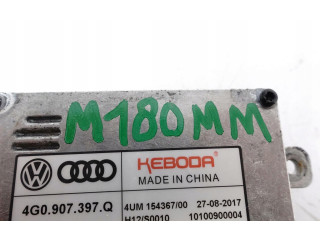 M180MM
KEBODA
MADE IN CHINA
4G0.907.397.Q
4UM 154367/00 27-08-2017
H12/S0010 10100900004